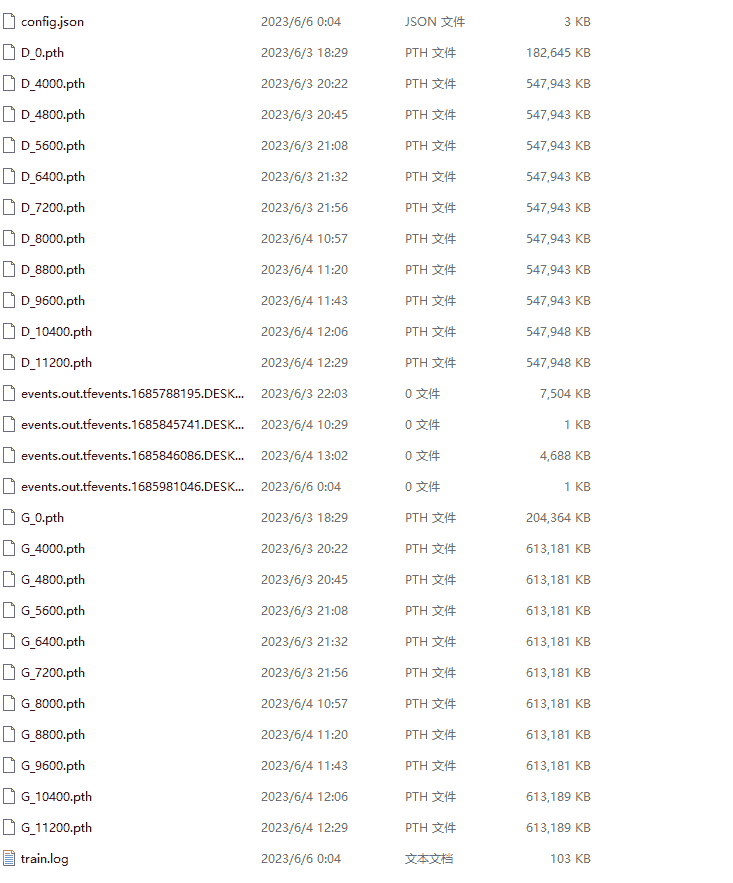 config.json 2023/6/6 0:04 JSON 文件 3 KB
D_0.pth 2023/6/3 18:29 PTH 文件 182,645 KB
D_4000.pth 2023/6/3 20:22 PTH 文件 547,943 KB
D_4800.pth 2023/6/3 20:45 PTH 文件 547,943 KB
D_5600.pth 2023/6/3 21:08 PTH 文件 547,943 KB
D_6400.pth 2023/6/3 21:32 PTH 文件 547,943 KB
D_7200.pth 2023/6/3 21:56 PTH 文件 547,943 KB
D_8000.pth 2023/6/4 10:57 PTH 文件 547,943 KB
D_8800.pth 2023/6/4 11:20 PTH 文件 547,943 KB
D_9600.pth 2023/6/4 11:43 PTH 文件 547,943 KB
D_10400.pth 2023/6/4 12:06 PTH 文件 547,948 KB
D_11200.pth 2023/6/4 12:29 PTH 文件 547,948 KB
events.out.tfevents.1685788195.DESK... 2023/6/3 22:03 0 文件 7,504 KB
events.out.tfevents.1685845741.DESK... 2023/6/4 10:29 0 文件 1 KB
events.out.tfevents.1685846086.DESK... 2023/6/4 13:02 0 文件 4,688 KB
events.out.tfevents.1685981046.DESK... 2023/6/6 0:04 0 文件 1 KB
G_0.pth 2023/6/3 18:29 PTH 文件 204,364 KB
G_4000.pth 2023/6/3 20:22 PTH 文件 613,181 KB
G_4800.pth 2023/6/3 20:45 PTH 文件 613,181 KB
G_5600.pth 2023/6/3 21:08 PTH 文件 613,181 KB
G_6400.pth 2023/6/3 21:32 PTH 文件 613,181 KB
G_7200.pth 2023/6/3 21:56 PTH 文件 613,181 KB
G_8000.pth 2023/6/4 10:57 PTH 文件 613,181 KB
G_8800.pth 2023/6/4 11:20 PTH 文件 613,181 KB
G_9600.pth 2023/6/4 11:43 PTH 文件 613,181 KB
G_10400.pth 2023/6/4 12:06 PTH 文件 613,189 KB
G_11200.pth 2023/6/4 12:29 PTH 文件 613,189 KB
train.log 2023/6/6 0:04 文本文档 103 KB